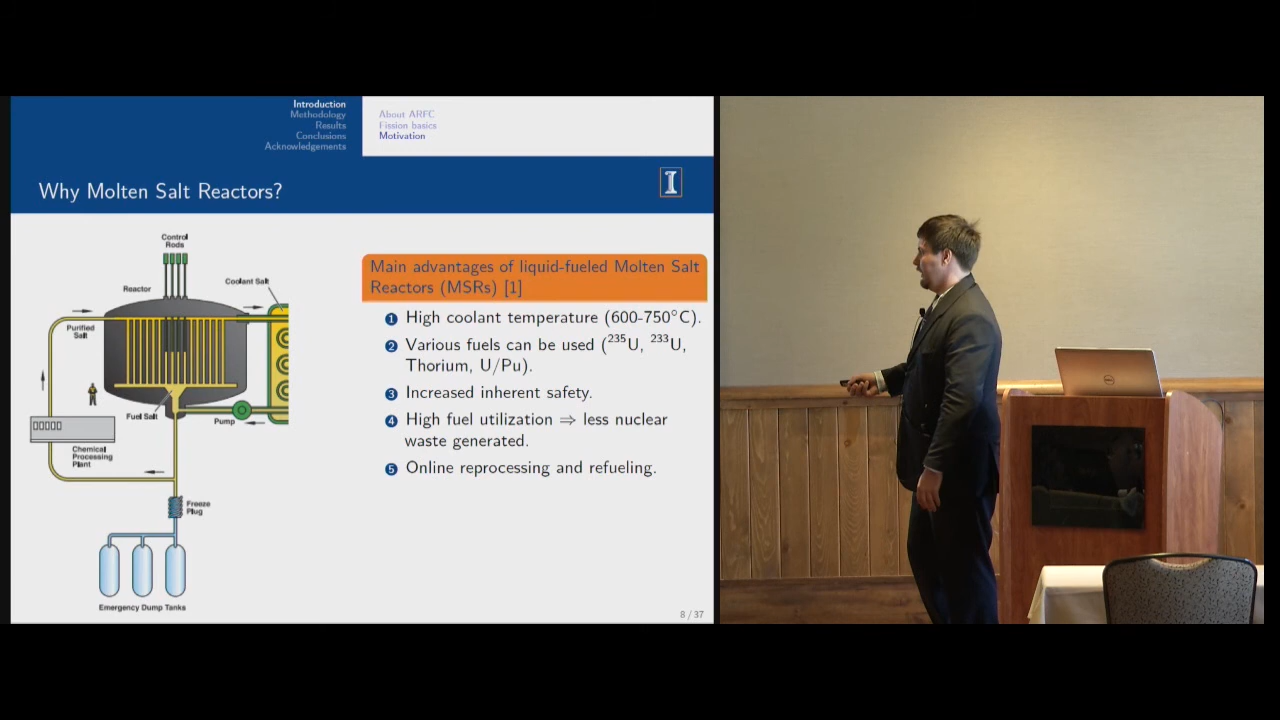 Introduction
Methodology
Results
Conclusions
Acknowledgements
About ARFC
Fission basics
Motivation
Why Molten Salt Reactors?
I
Control
Rods
Reactor
Coolant Salt
Purified
Salt
Fuel Salt
Pump
Chemical
Processing
Plant
Freeze
Plug
Emergency Dump Tanks
Main advantages of liquid-fueled Molten Salt
Reactors (MSRs) [1]
1 High coolant temperature (600-750°C).
2 Various fuels can be used (²³⁵U, ²³³U,
Thorium, U/Pu).
3 Increased inherent safety.
4 High fuel utilization ⇒ less nuclear
waste generated.
5 Online reprocessing and refueling.
8 / 37
DELL